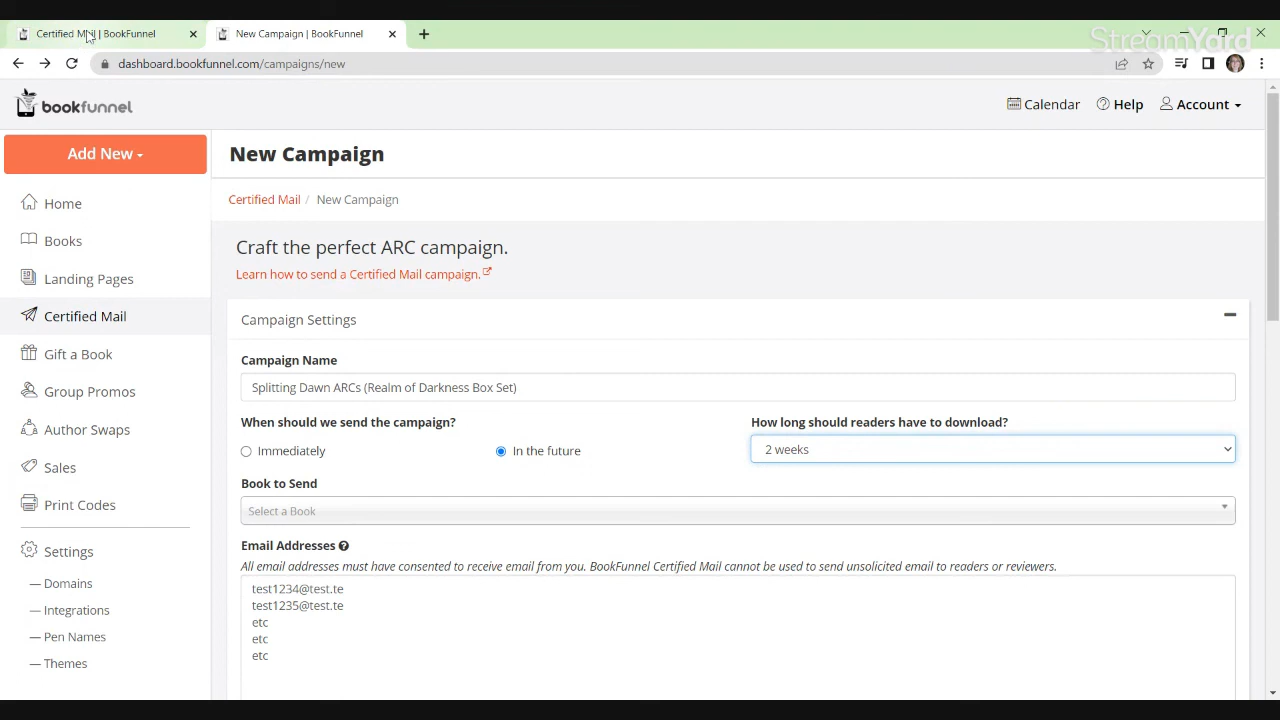 Certified Mail | BookFunnel
New Campaign | BookFunnel
StreamYard
dashboard.bookfunnel.com/campaigns/new
bookfunnel
Calendar
Help
Account
Add New
Home
Books
Landing Pages
Certified Mail
Gift a Book
Group Promos
Author Swaps
Sales
Print Codes
Settings
— Domains
— Integrations
— Pen Names
— Themes
New Campaign
Certified Mail / New Campaign
Craft the perfect ARC campaign.
Learn how to send a Certified Mail campaign.
Campaign Settings
Campaign Name
Splitting Dawn ARCs (Realm of Darkness Box Set)
When should we send the campaign?
Immediately
In the future
How long should readers have to download?
2 weeks
Book to Send
Select a Book
Email Addresses
All email addresses must have consented to receive email from you. BookFunnel Certified Mail cannot be used to send unsolicited email to readers or reviewers.
test1234@test.te
test1235@test.te
etc
etc
etc